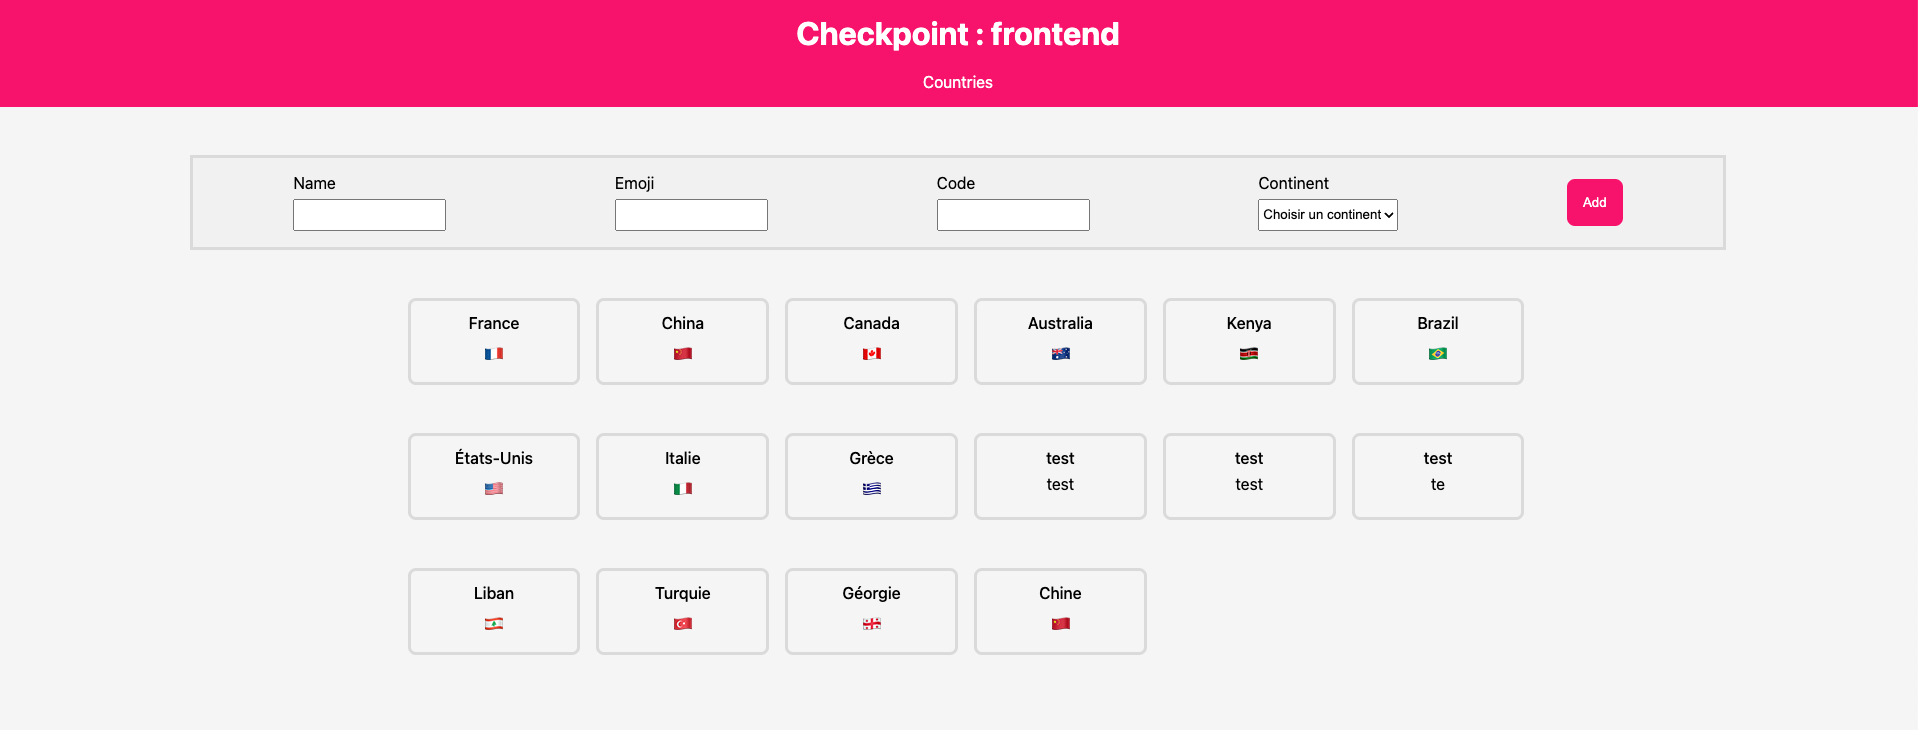 Checkpoint : frontend
Countries
Name Emoji Code Continent
Choisir un continent Add
France China Canada Australia Kenya Brazil
États-Unis Italie Grèce test test test
test test te
Liban Turquie Géorgie Chine